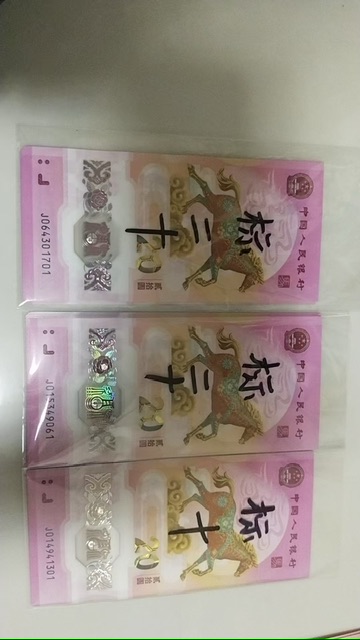 中国人民银行
标
二十
20
贰拾圆
J064301701
中国人民银行
标
二十
20
贰拾圆
中国人民银行
标
十
20
贰拾圆
J014941301